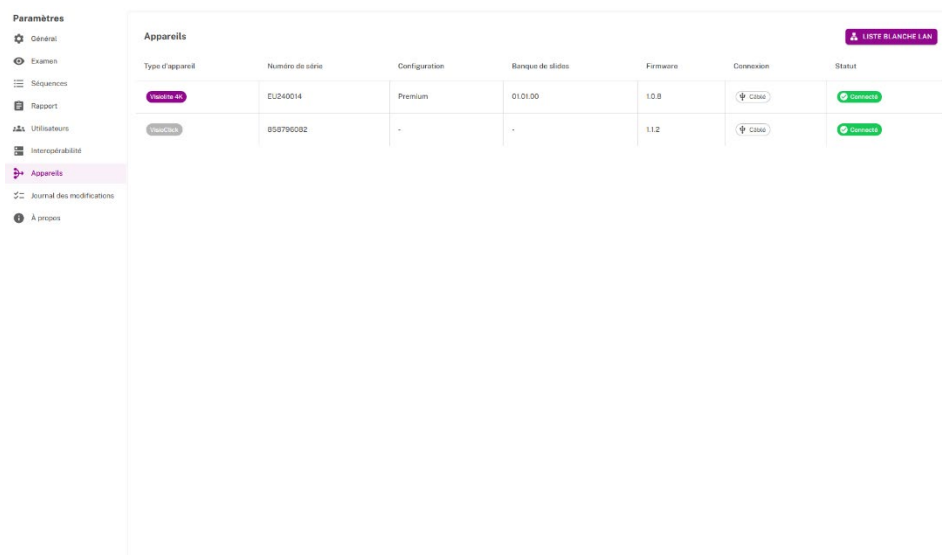 Paramètres
Général
Examen
Séquences
Rapport
Utilisateurs
Interopérabilité
Appareils
Journal des modifications
À propos
Appareils
LISTE BLANCHE LAN
Type d'appareil Numéro de série Configuration Banque de slides Firmware Connexion Statut
Visiolite 4K EU240014 Premium 01.01.00 1.0.8 Câblé Connecté
VisioClick 858796082 - - 1.1.2 Câblé Connecté